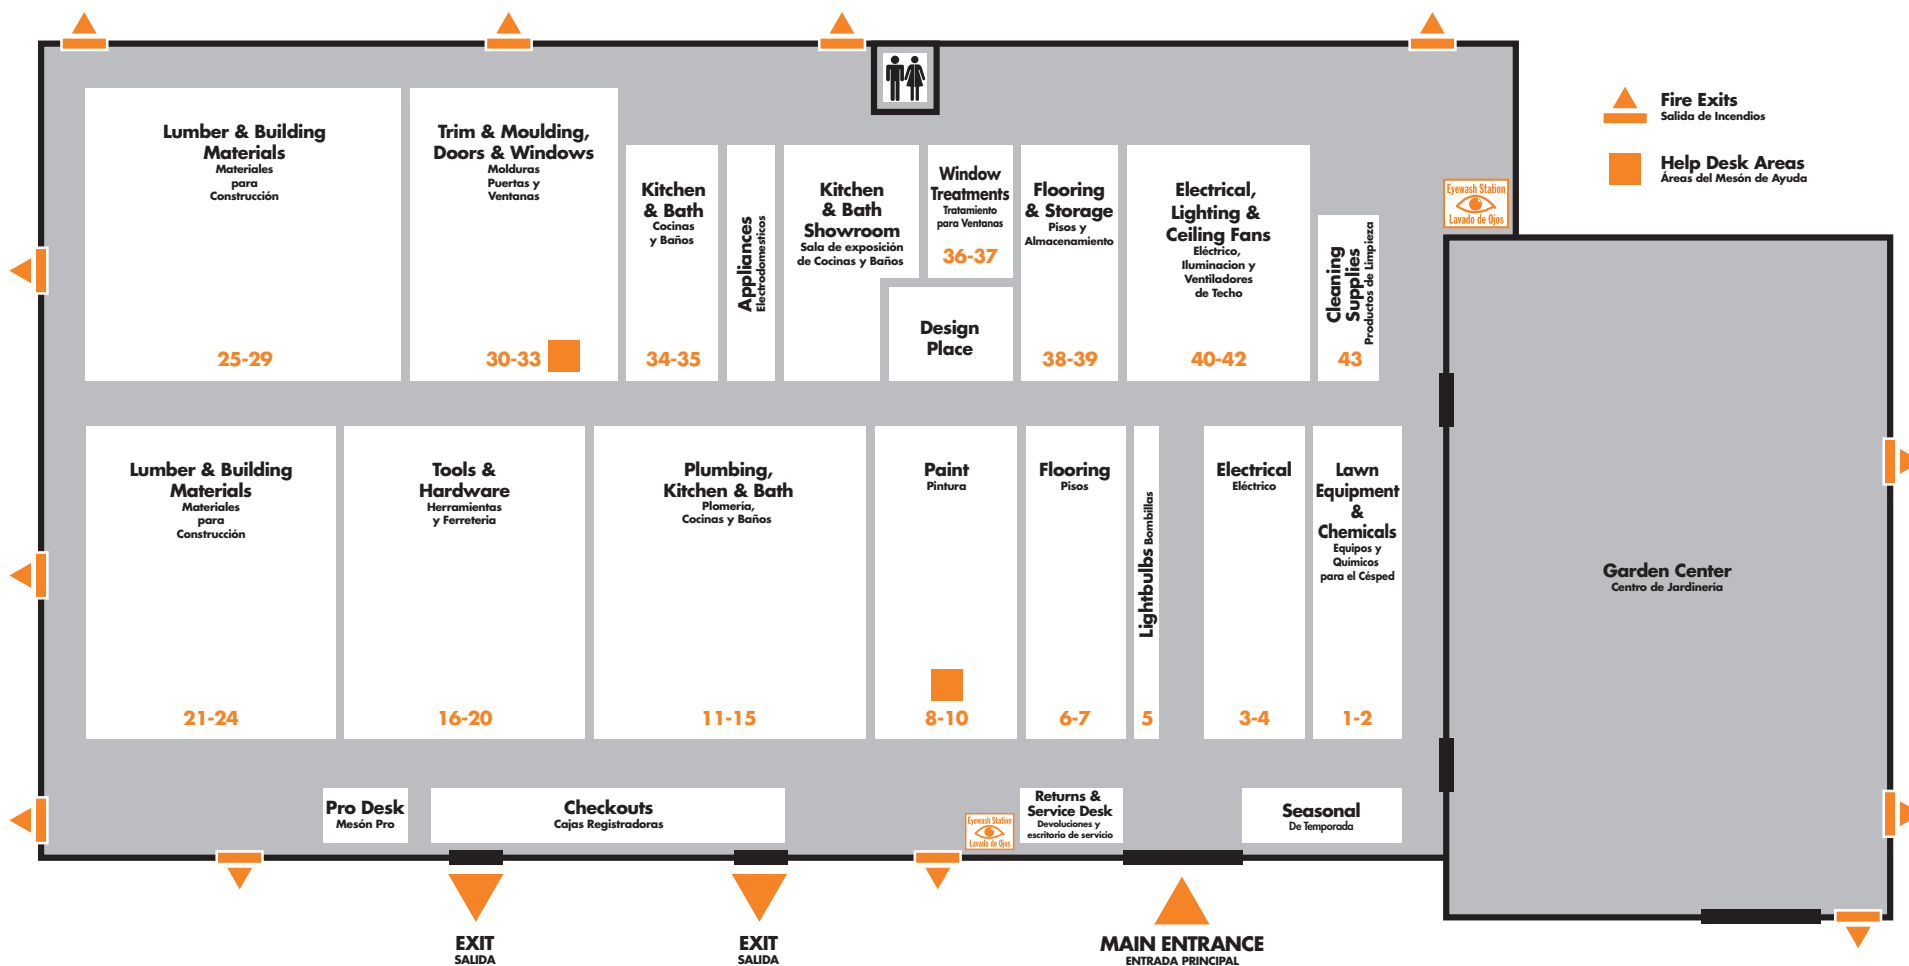 Fire Exits
Salida de Incendios
Help Desk Areas
Áreas del Mesón de Ayuda
Lumber & Building
Materials
Materiales
para
Construcción
25-29
Trim & Moulding,
Doors & Windows
Molduras
Puertas y
Ventanas
30-33
Kitchen
& Bath
Cocinas
y Baños
34-35
Appliances
Electrodomesticos
Kitchen
& Bath
Showroom
Sala de exposición
de Cocinas y Baños
Window
Treatments
Tratamiento
para Ventanas
36-37
Design
Place
Flooring
& Storage
Pisos y
Almacenamiento
38-39
Electrical,
Lighting &
Ceiling Fans
Eléctrico,
Iluminacion y
Ventiladores
de Techo
40-42
Cleaning
Supplies
Productos de Limpieza
43
Eyewash Station
Lavado de Ojos
Lumber & Building
Materials
Materiales
para
Construcción
21-24
Tools &
Hardware
Herramientas
y Ferreteria
16-20
Plumbing,
Kitchen & Bath
Plomería,
Cocinas y Baños
11-15
Paint
Pintura
8-10
Flooring
Pisos
6-7
Lightbulbs Bombillas
5
Electrical
Eléctrico
3-4
Lawn
Equipment
&
Chemicals
Equipos y
Químicos
para el Césped
1-2
Garden Center
Centro de Jardinería
Pro Desk
Mesón Pro
Checkouts
Cajas Registradoras
Eyewash Station
Lavado de Ojos
Returns &
Service Desk
Devoluciones y
escritorio de servicio
Seasonal
De Temporada
EXIT
SALIDA
EXIT
SALIDA
MAIN ENTRANCE
ENTRADA PRINCIPAL